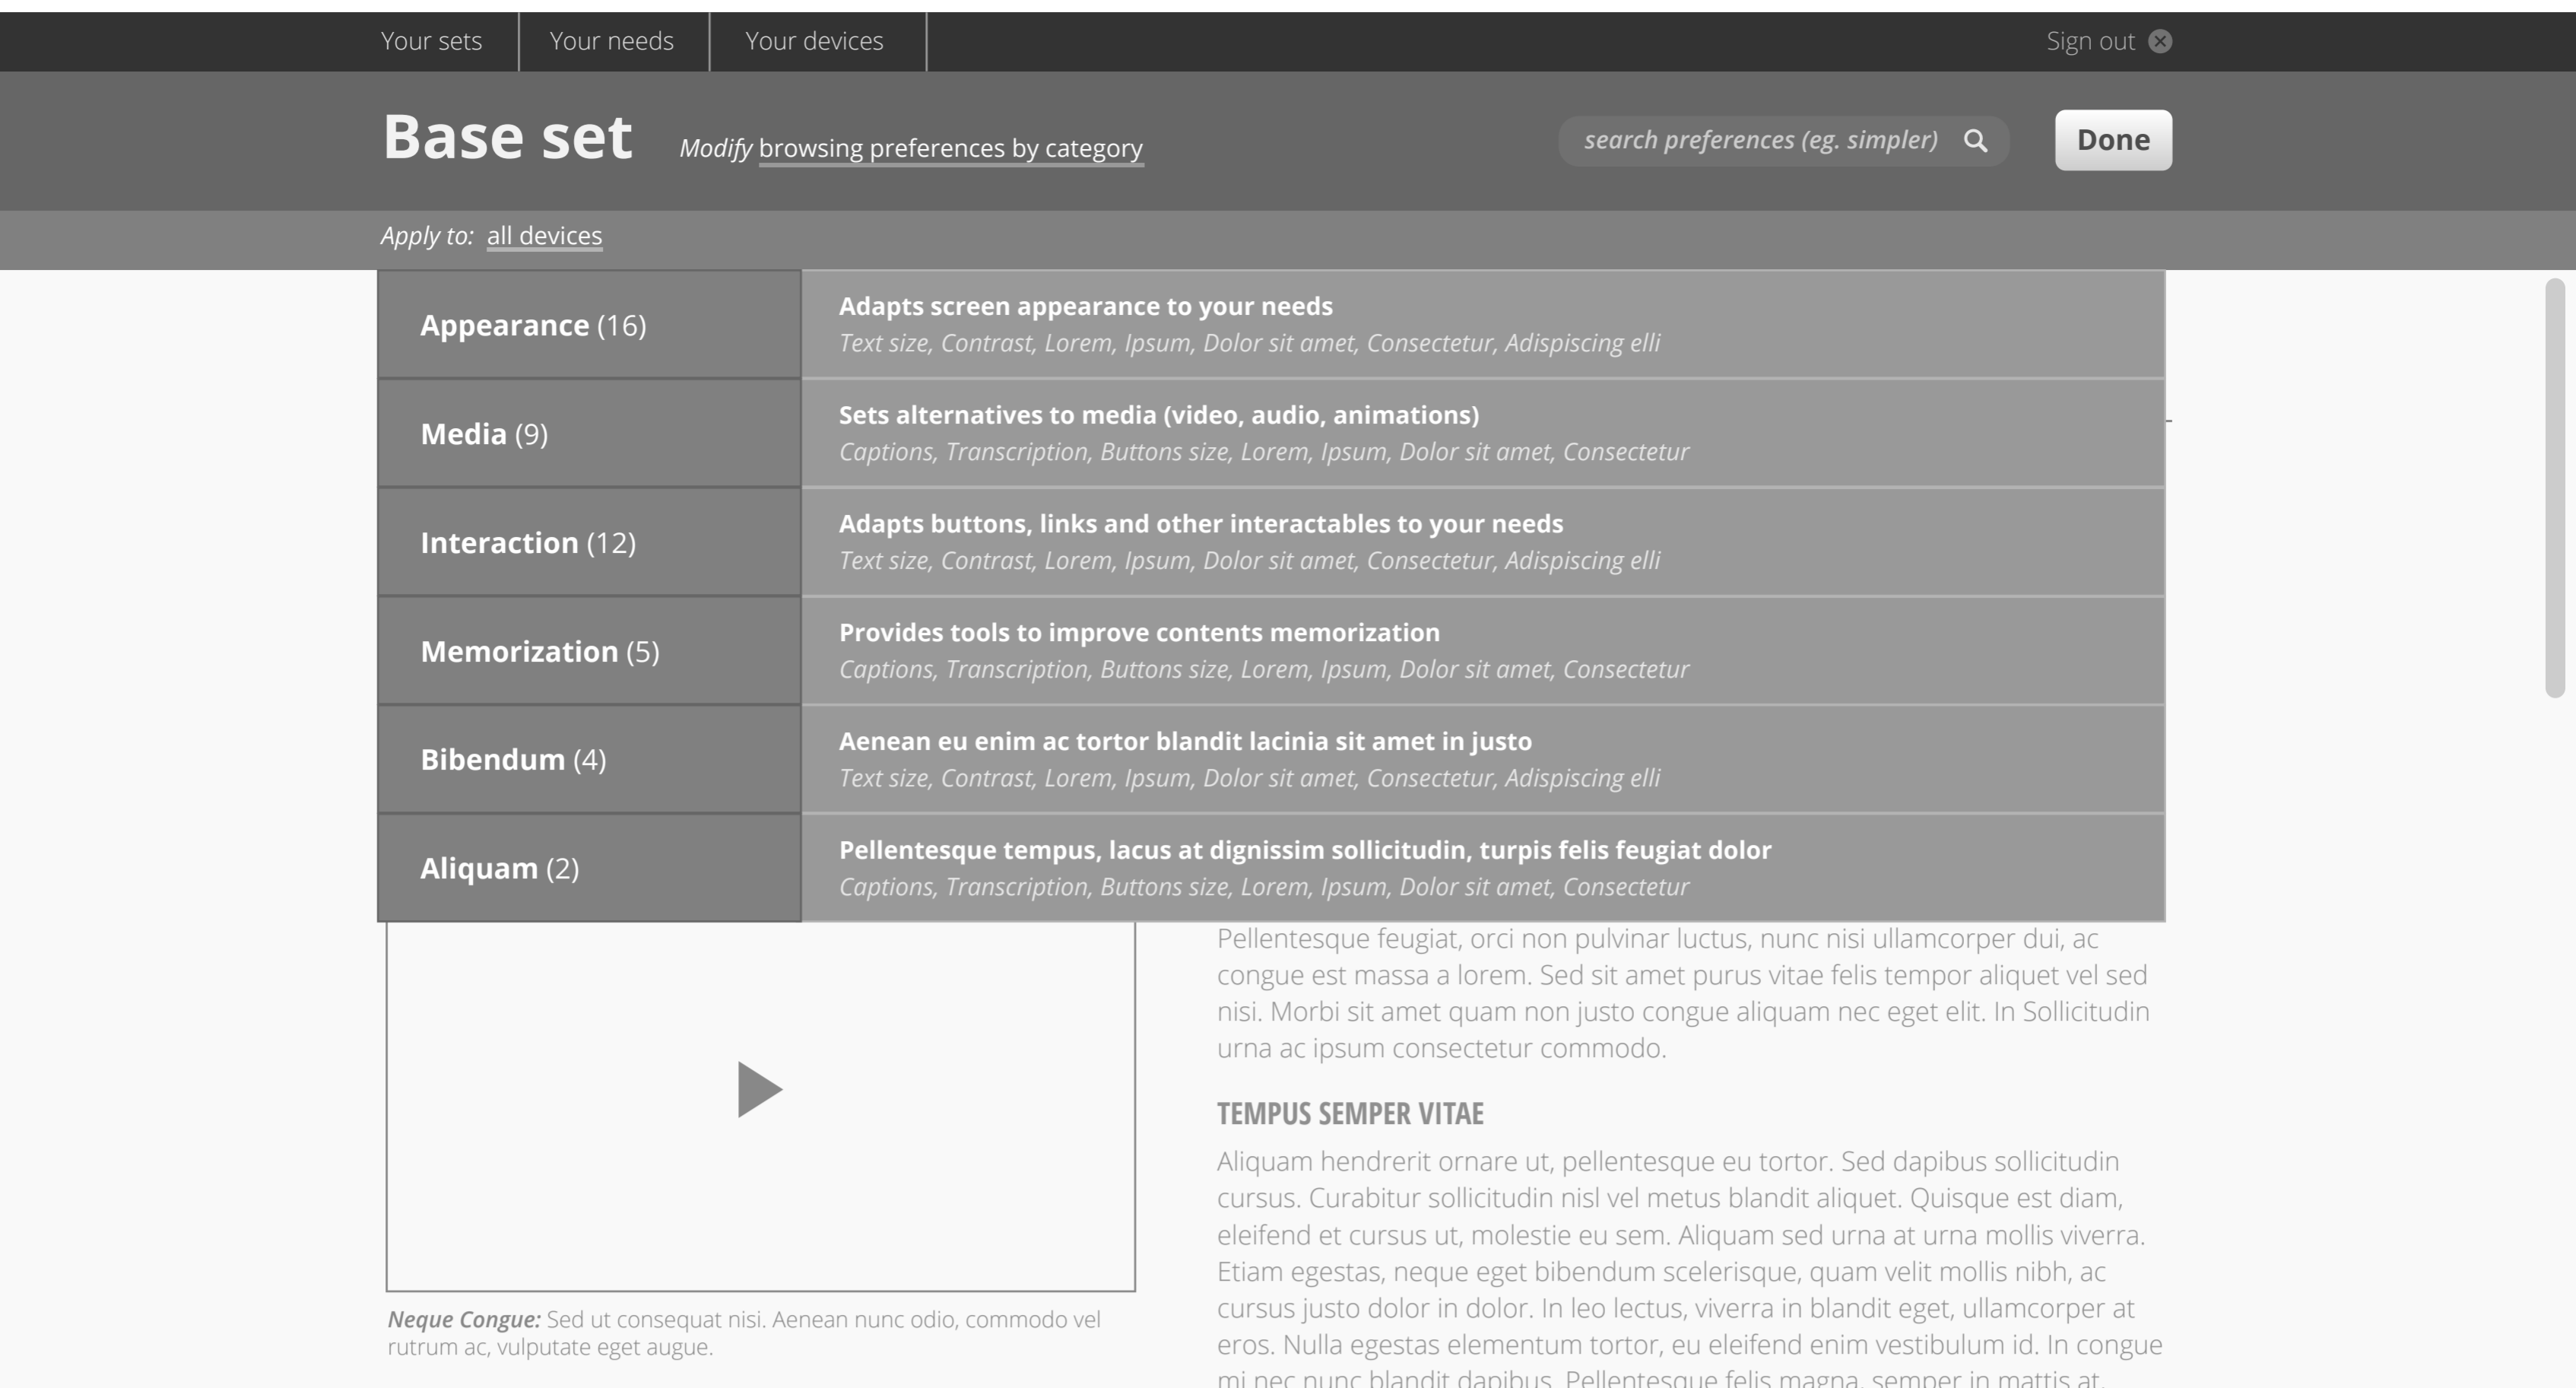 Your sets
Your needs
Your devices
Sign out
Base set
Modify browsing preferences by category
search preferences (eg. simpler)
Done
Apply to: all devices
Appearance (16)
Adapts screen appearance to your needs
Text size, Contrast, Lorem, Ipsum, Dolor sit amet, Consectetur, Adispiscing elli
Media (9)
Sets alternatives to media (video, audio, animations)
Captions, Transcription, Buttons size, Lorem, Ipsum, Dolor sit amet, Consectetur
Interaction (12)
Adapts buttons, links and other interactables to your needs
Text size, Contrast, Lorem, Ipsum, Dolor sit amet, Consectetur, Adispiscing elli
Memorization (5)
Provides tools to improve contents memorization
Captions, Transcription, Buttons size, Lorem, Ipsum, Dolor sit amet, Consectetur
Bibendum (4)
Aenean eu enim ac tortor blandit lacinia sit amet in justo
Text size, Contrast, Lorem, Ipsum, Dolor sit amet, Consectetur, Adispiscing elli
Aliquam (2)
Pellentesque tempus, lacus at dignissim sollicitudin, turpis felis feugiat dolor
Captions, Transcription, Buttons size, Lorem, Ipsum, Dolor sit amet, Consectetur
Neque Congue: Sed ut consequat nisi. Aenean nunc odio, commodo vel
rutrum ac, vulputate eget augue.
Pellentesque feugiat, orci non pulvinar luctus, nunc nisi ullamcorper dui, ac
congue est massa a lorem. Sed sit amet purus vitae felis tempor aliquet vel sed
nisi. Morbi sit amet quam non justo congue aliquam nec eget elit. In Sollicitudin
urna ac ipsum consectetur commodo.
TEMPUS SEMPER VITAE
Aliquam hendrerit ornare ut, pellentesque eu tortor. Sed dapibus sollicitudin
cursus. Curabitur sollicitudin nisl vel metus blandit aliquet. Quisque est diam,
eleifend et cursus ut, molestie eu sem. Aliquam sed urna at urna mollis viverra.
Etiam egestas, neque eget bibendum scelerisque, quam velit mollis nibh, ac
cursus justo dolor in dolor. In leo lectus, viverra in blandit eget, ullamcorper at
eros. Nulla egestas elementum tortor, eu eleifend enim vestibulum id. In congue
mi nec nunc blandit dapibus. Pellentesque felis magna, semper in mattis at,